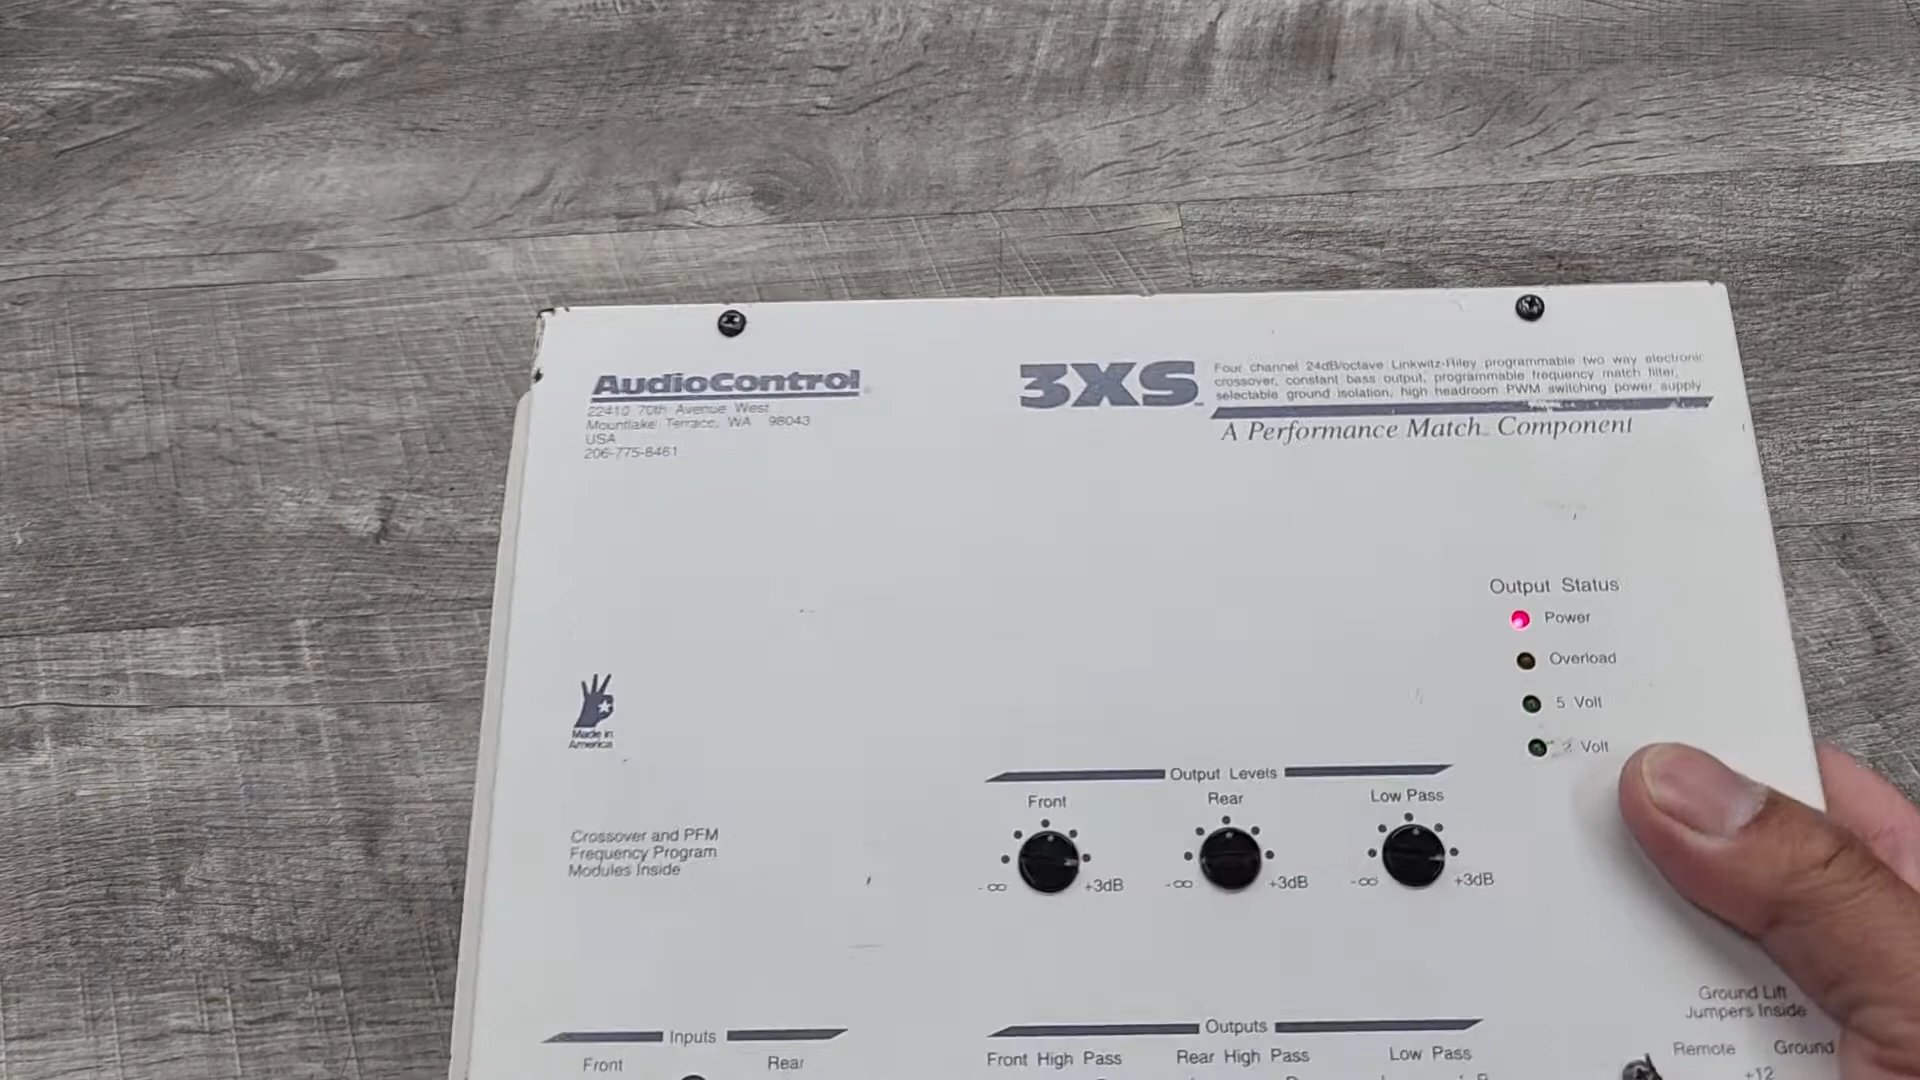 AudioControl
22410 70th Avenue West
Mountlake Terrace, WA 98043
USA
206-775-8461
3XS
Four channel 24dB/octave Linkwitz-Riley programmable two way electronic
crossover, constant bass output, programmable frequency match filter,
selectable ground isolation, high headroom PWM switching power supply
A Performance Match™ Component
Output Status
Power
Overload
5 Volt
2 Volt
Made in
America
Output Levels
Front
Rear
Low Pass
-∞ +3dB
-∞ +3dB
-∞ +3dB
Crossover and PFM
Frequency Program
Modules Inside
Ground Lift
Jumpers Inside
Inputs
Front
Rear
Outputs
Front High Pass
Rear High Pass
Low Pass
Remote
Ground
+12